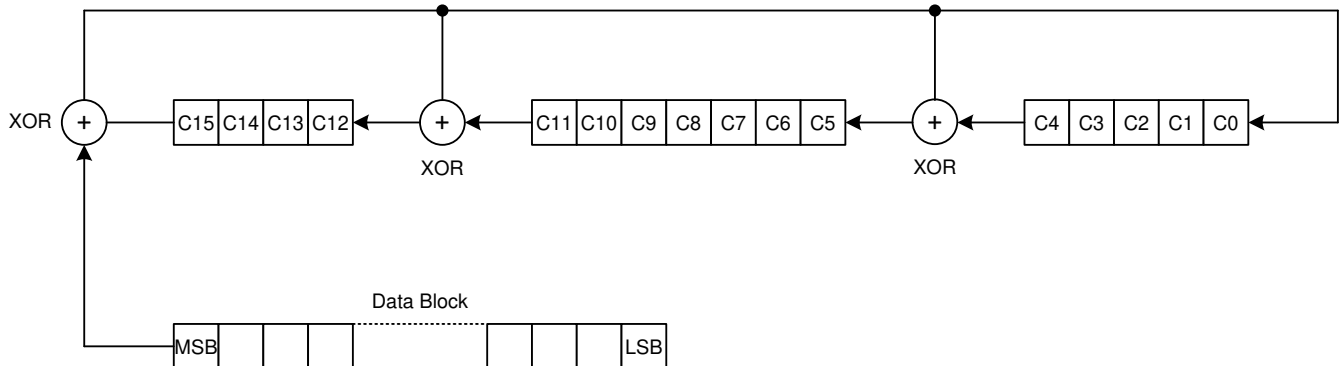 XOR + C15 C14 C13 C12 + C11 C10 C9 C8 C7 C6 C5 + C4 C3 C2 C1 C0
XOR XOR
Data Block
MSB LSB